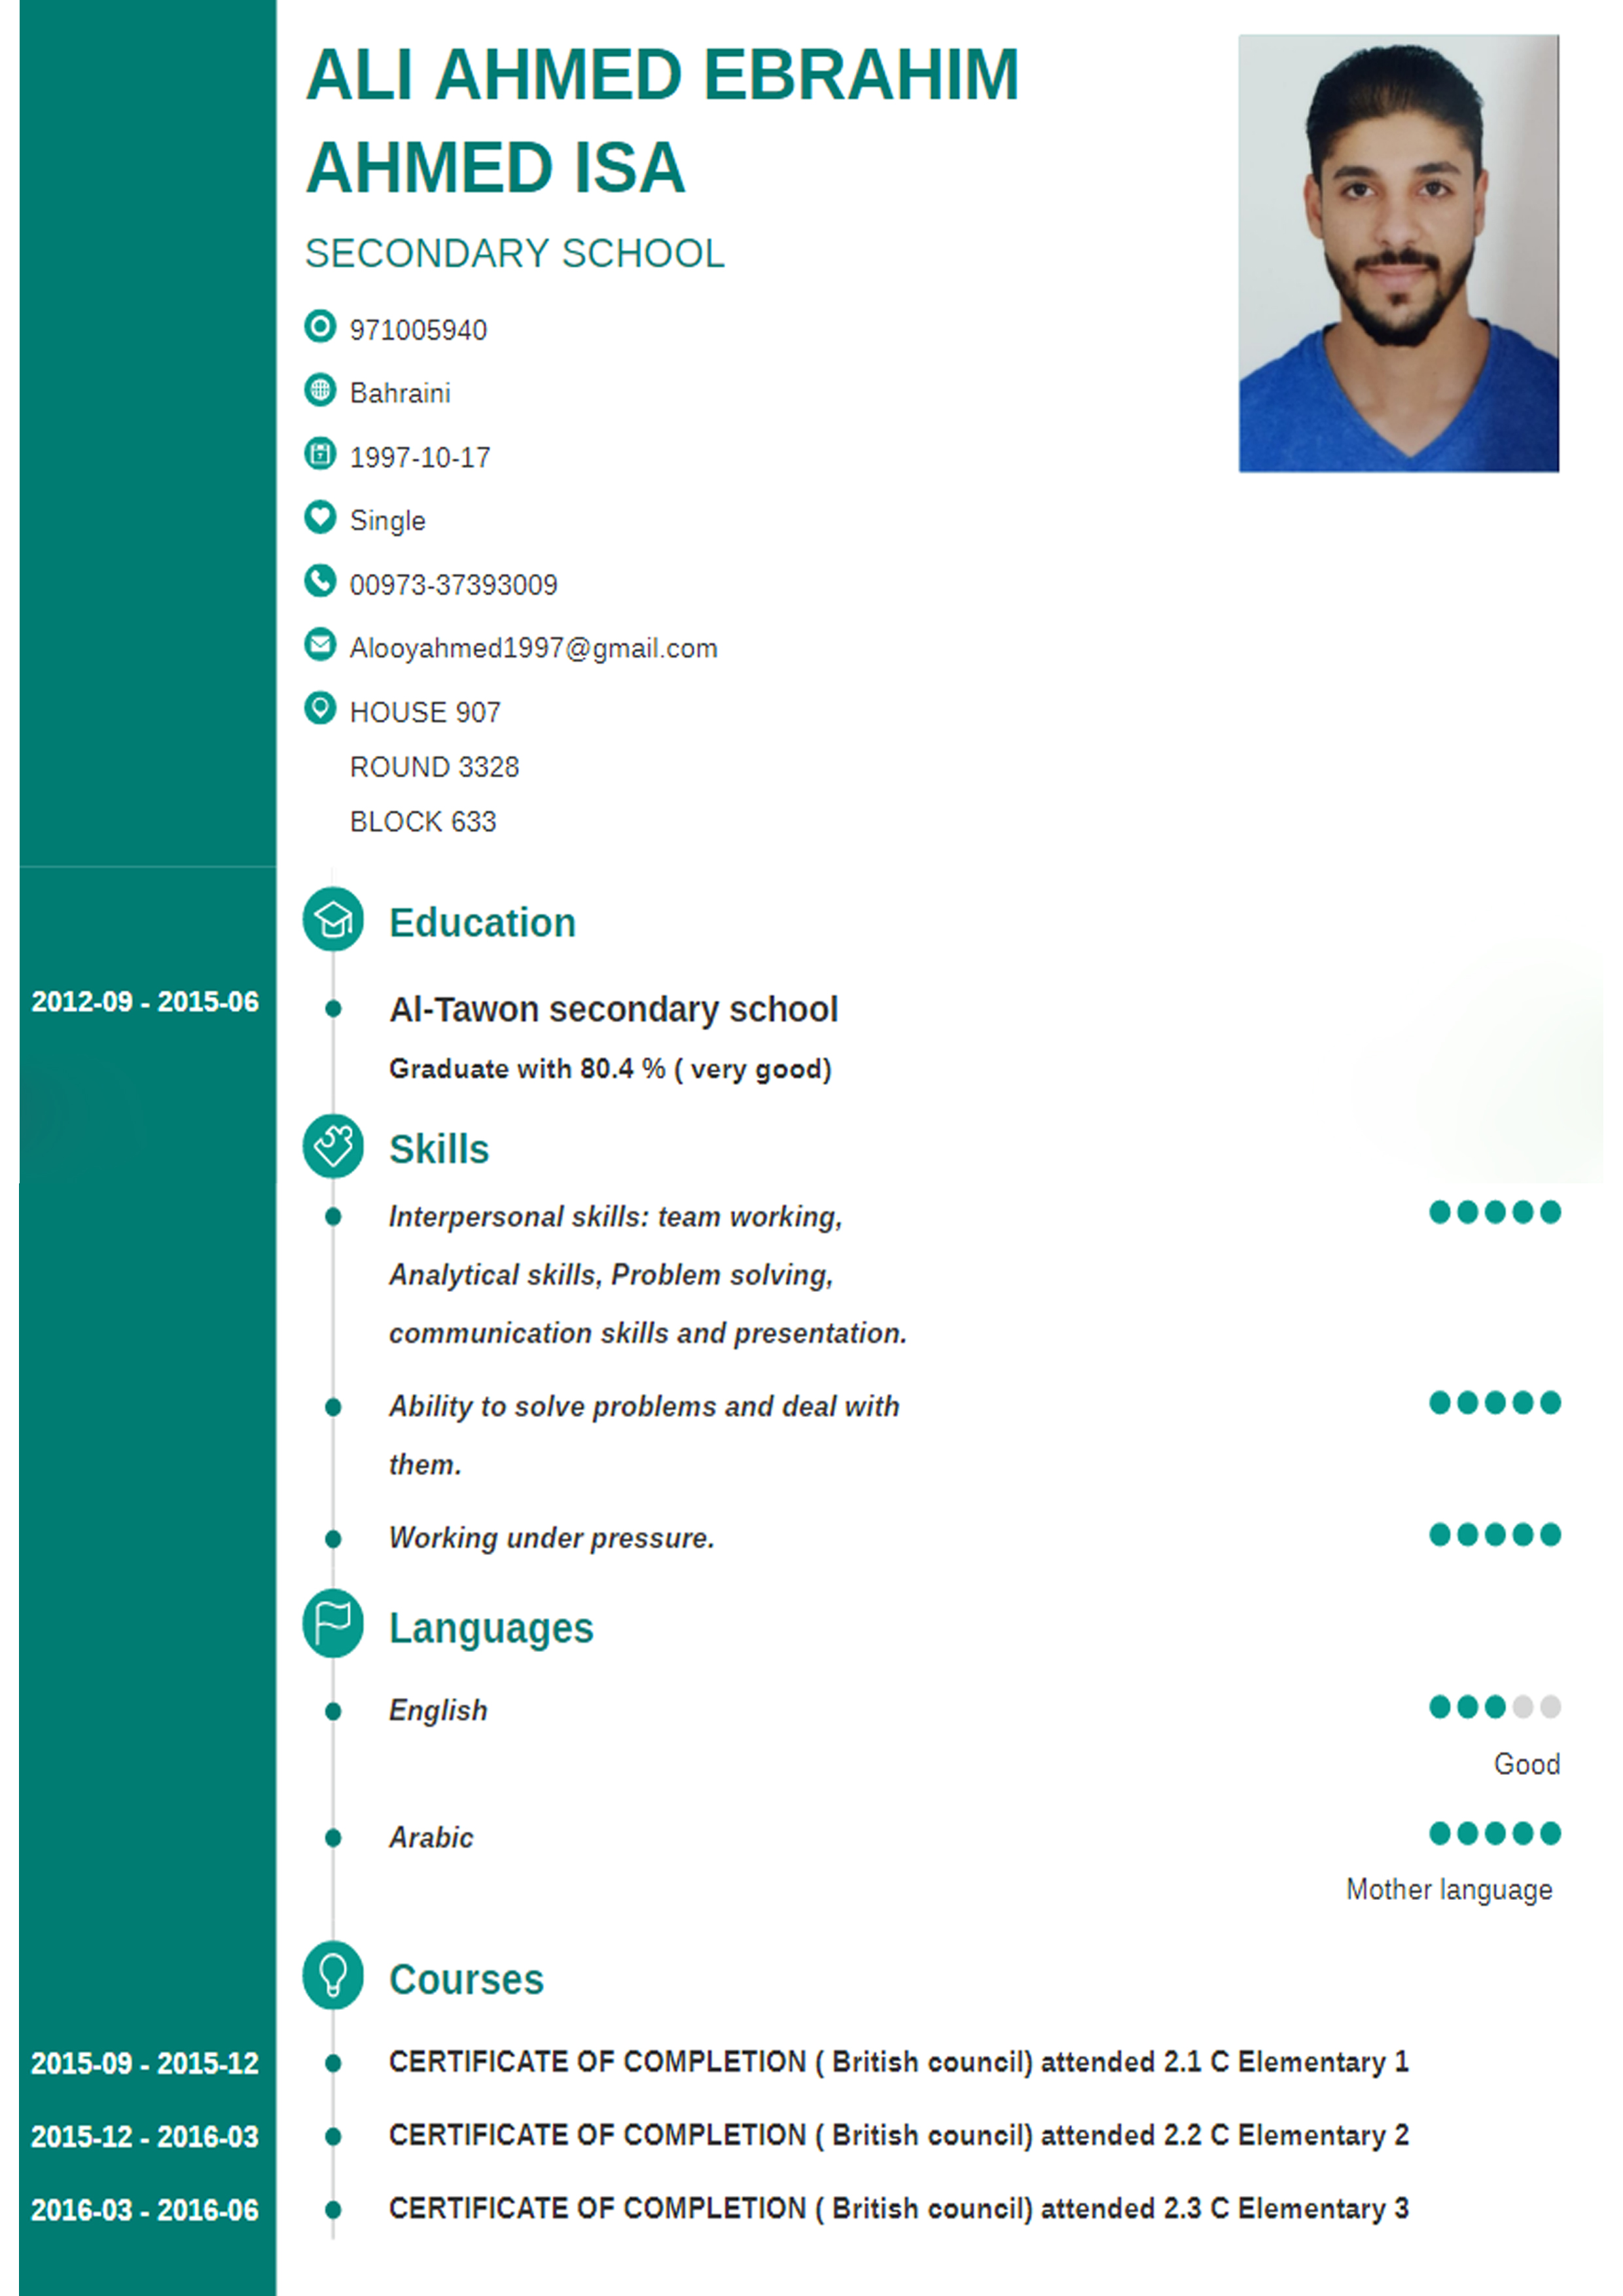 ALI AHMED EBRAHIM
AHMED ISA
SECONDARY SCHOOL
971005940
Bahraini
1997-10-17
Single
00973-37393009
Alooyahmed1997@gmail.com
HOUSE 907
ROUND 3328
BLOCK 633
Education
2012-09 - 2015-06
Al-Tawon secondary school
Graduate with 80.4 % ( very good)
Skills
Interpersonal skills: team working,
Analytical skills, Problem solving,
communication skills and presentation.
Ability to solve problems and deal with
them.
Working under pressure.
Languages
English
Good
Arabic
Mother language
Courses
2015-09 - 2015-12 CERTIFICATE OF COMPLETION ( British council) attended 2.1 C Elementary 1
2015-12 - 2016-03 CERTIFICATE OF COMPLETION ( British council) attended 2.2 C Elementary 2
2016-03 - 2016-06 CERTIFICATE OF COMPLETION ( British council) attended 2.3 C Elementary 3